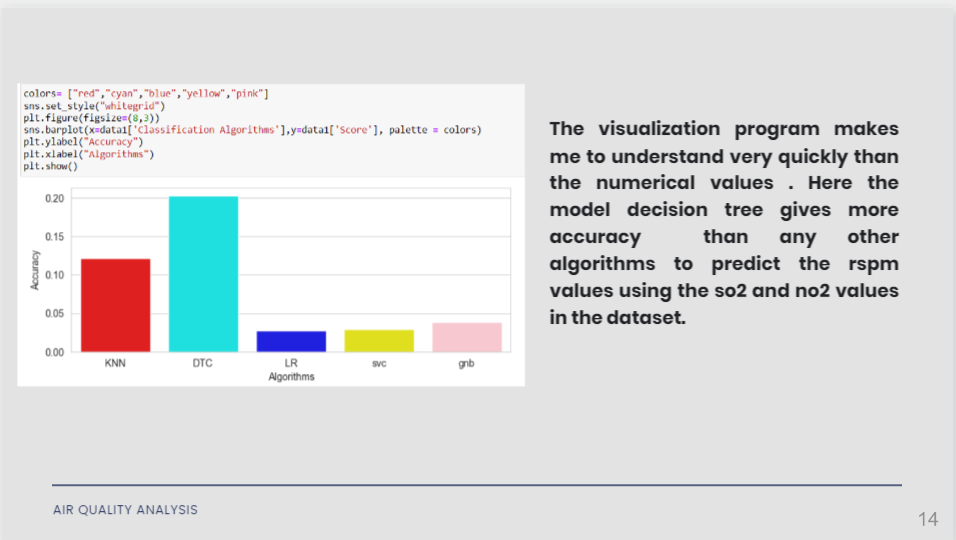 colors= ["red","cyan","blue","yellow","pink"]
sns.set_style("whitegrid")
plt.figure(figsize=(8,3))
sns.barplot(x=data1['Classification Algorithms'],y=data1['Score'], palette = colors)
plt.ylabel("Accuracy")
plt.xlabel("Algorithms")
plt.show()
0.20
0.15
0.10
0.05
0.00
Accuracy
KNN DTC LR svc gnb
Algorithms
The visualization program makes
me to understand very quickly than
the numerical values . Here the
model decision tree gives more
accuracy than any other
algorithms to predict the rspm
values using the so2 and no2 values
in the dataset.
AIR QUALITY ANALYSIS
14